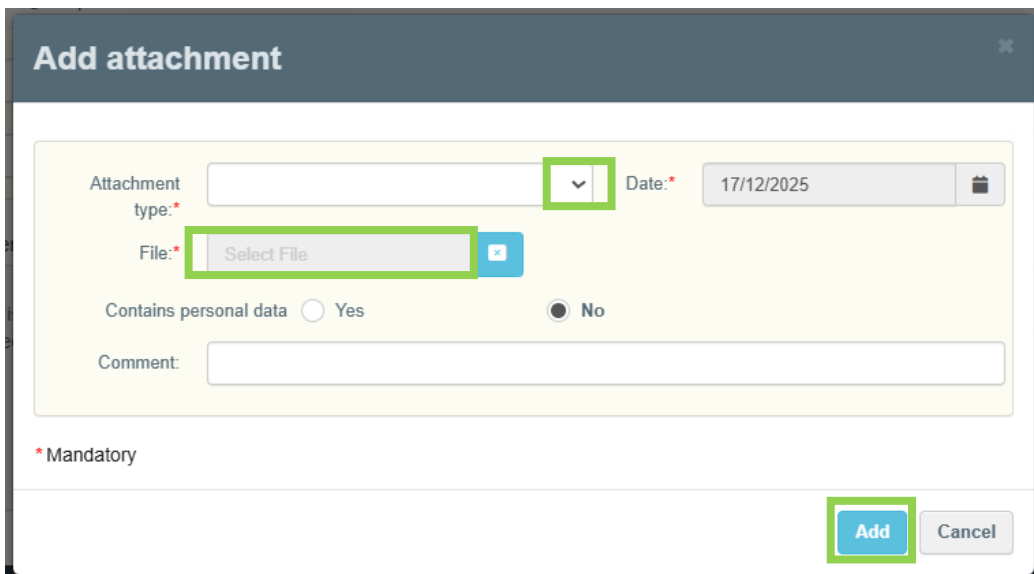 Add attachment
Attachment Date:* 17/12/2025
type:*
File:* Select File
Contains personal data Yes No
Comment:
* Mandatory
Add Cancel